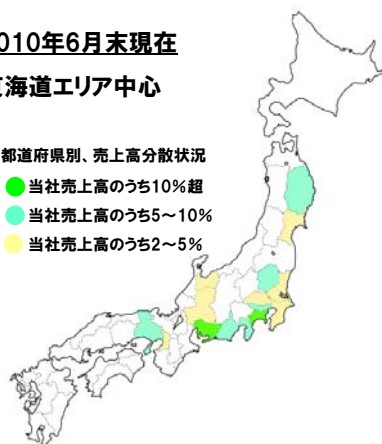 010年6月末現在
海道エリア中心
都道府県別、売上高分散状況
当社売上高のうち10%超
当社売上高のうち5～10%
当社売上高のうち2～5%